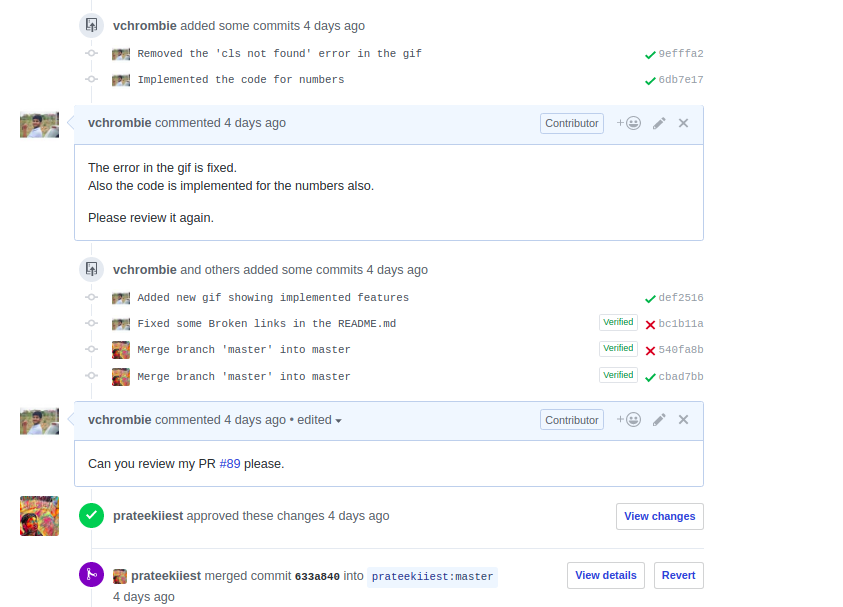 vchrombie added some commits 4 days ago
Removed the 'cls not found' error in the gif 9efffa2
Implemented the code for numbers 6db7e17
vchrombie commented 4 days ago Contributor
The error in the gif is fixed.
Also the code is implemented for the numbers also.
Please review it again.
vchrombie and others added some commits 4 days ago
Added new gif showing implemented features def2516
Fixed some Broken links in the README.md Verified bc1b11a
Merge branch 'master' into master Verified 540fa8b
Merge branch 'master' into master Verified cbad7bb
vchrombie commented 4 days ago • edited Contributor
Can you review my PR #89 please.
prateekiiest approved these changes 4 days ago View changes
prateekiiest merged commit 633a840 into prateekiiest:master View details Revert
4 days ago